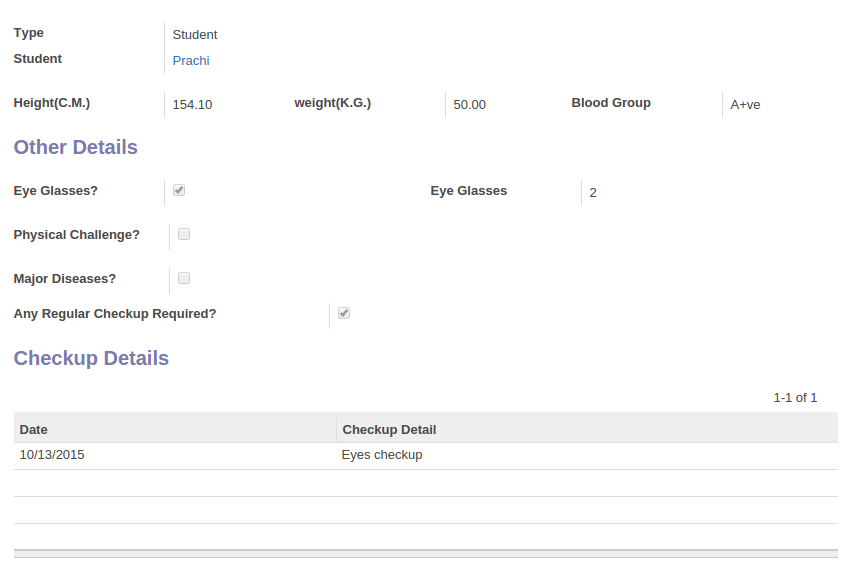 Type Student
Student Prachi
Height(C.M.) 154.10 weight(K.G.) 50.00 Blood Group A+ve
Other Details
Eye Glasses? Eye Glasses 2
Physical Challenge?
Major Diseases?
Any Regular Checkup Required?
Checkup Details
1-1 of 1
Date Checkup Detail
10/13/2015 Eyes checkup